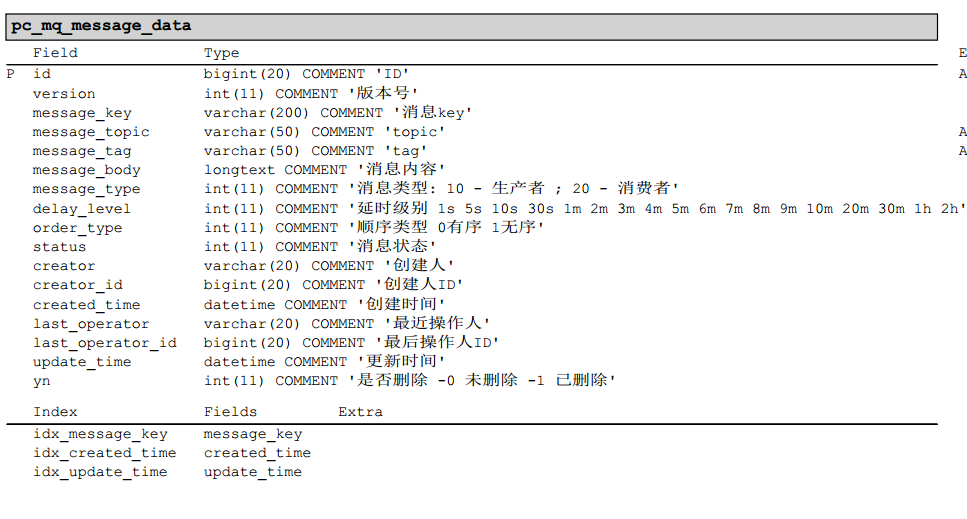 pc_mq_message_data
Field Type E
P id bigint(20) COMMENT 'ID' A
version int(11) COMMENT '版本号'
message_key varchar(200) COMMENT '消息key'
message_topic varchar(50) COMMENT 'topic' A
message_tag varchar(50) COMMENT 'tag' A
message_body longtext COMMENT '消息内容'
message_type int(11) COMMENT '消息类型: 10 - 生产者 ; 20 - 消费者'
delay_level int(11) COMMENT '延时级别 1s 5s 10s 30s 1m 2m 3m 4m 5m 6m 7m 8m 9m 10m 20m 30m 1h 2h'
order_type int(11) COMMENT '顺序类型 0有序 1无序'
status int(11) COMMENT '消息状态'
creator varchar(20) COMMENT '创建人'
creator_id bigint(20) COMMENT '创建人ID'
created_time datetime COMMENT '创建时间'
last_operator varchar(20) COMMENT '最近操作人'
last_operator_id bigint(20) COMMENT '最后操作人ID'
update_time datetime COMMENT '更新时间'
yn int(11) COMMENT '是否删除 -0 未删除 -1 已删除'
Index Fields Extra
idx_message_key message_key
idx_created_time created_time
idx_update_time update_time